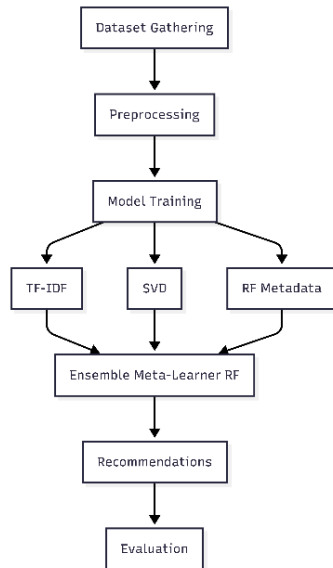 Dataset Gathering
Preprocessing
Model Training
TF-IDF
SVD
RF Metadata
Ensemble Meta-Learner RF
Recommendations
Evaluation